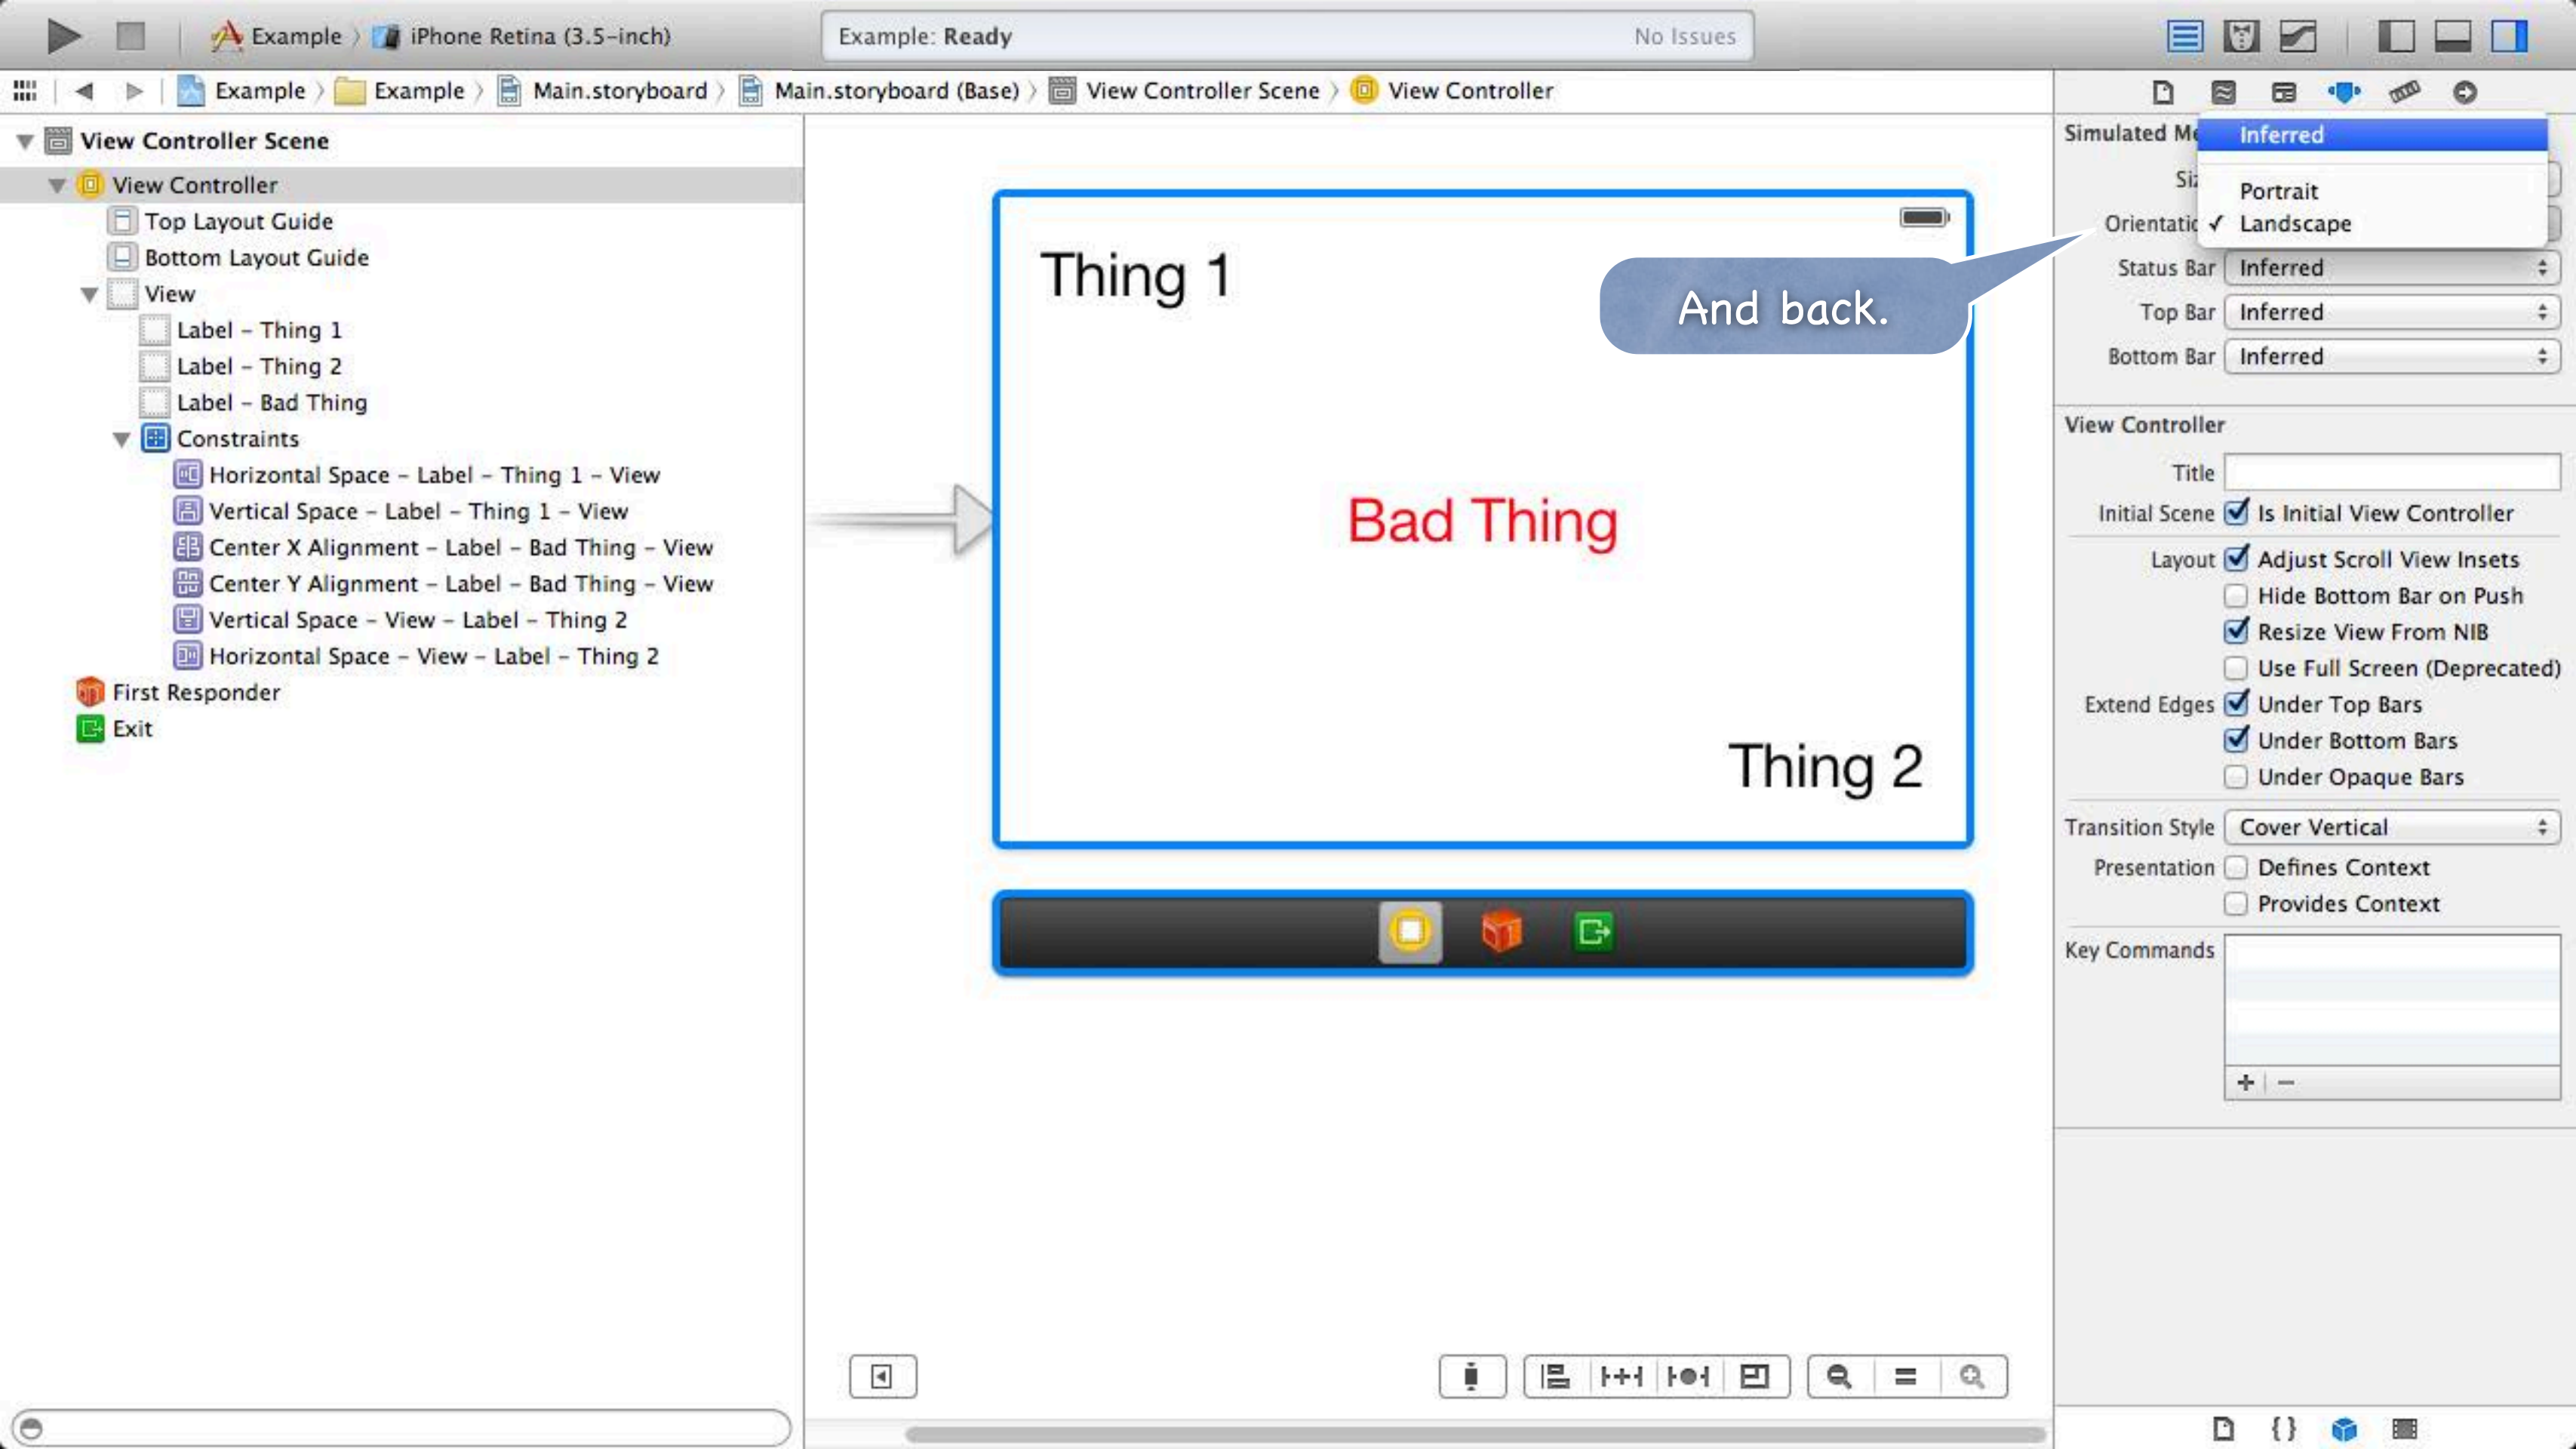 Example
iPhone Retina (3.5-inch)
Example: Ready
No Issues
Example
Example
Main.storyboard
Main.storyboard (Base)
View Controller Scene
View Controller
View Controller Scene
View Controller
Top Layout Guide
Bottom Layout Guide
View
Label – Thing 1
Label – Thing 2
Label – Bad Thing
Constraints
Horizontal Space – Label – Thing 1 – View
Vertical Space – Label – Thing 1 – View
Center X Alignment – Label – Bad Thing – View
Center Y Alignment – Label – Bad Thing – View
Vertical Space – View – Label – Thing 2
Horizontal Space – View – Label – Thing 2
First Responder
Exit
Thing 1
And back.
Bad Thing
Thing 2
Simulated Me
Inferred
Siz
Portrait
Orientatio
Landscape
Status Bar Inferred
Top Bar Inferred
Bottom Bar Inferred
View Controller
Title
Initial Scene Is Initial View Controller
Layout Adjust Scroll View Insets
Hide Bottom Bar on Push
Resize View From NIB
Use Full Screen (Deprecated)
Extend Edges Under Top Bars
Under Bottom Bars
Under Opaque Bars
Transition Style Cover Vertical
Presentation Defines Context
Provides Context
Key Commands